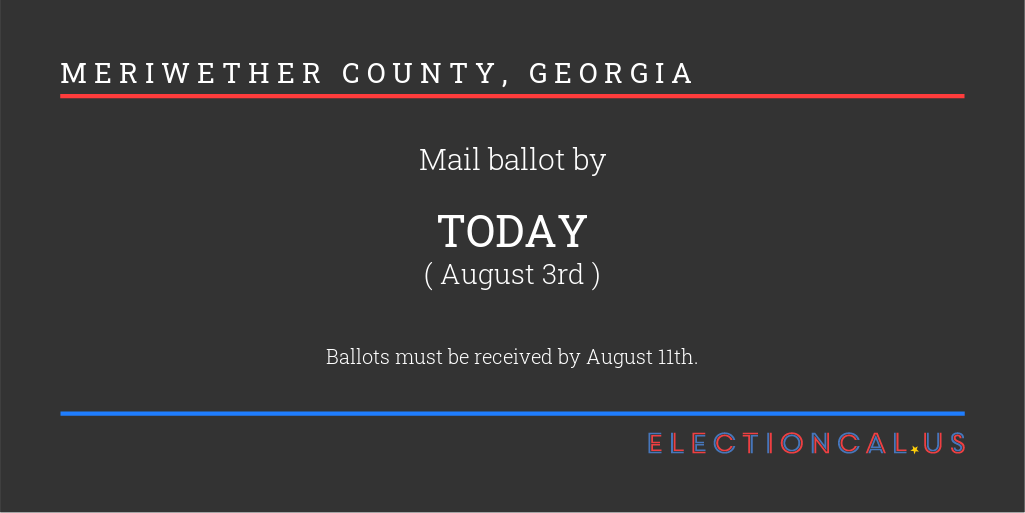 MERIWETHER COUNTY, GEORGIA
Mail ballot by
TODAY
( August 3rd )
Ballots must be received by August 11th.
ELECTIONCAL.US